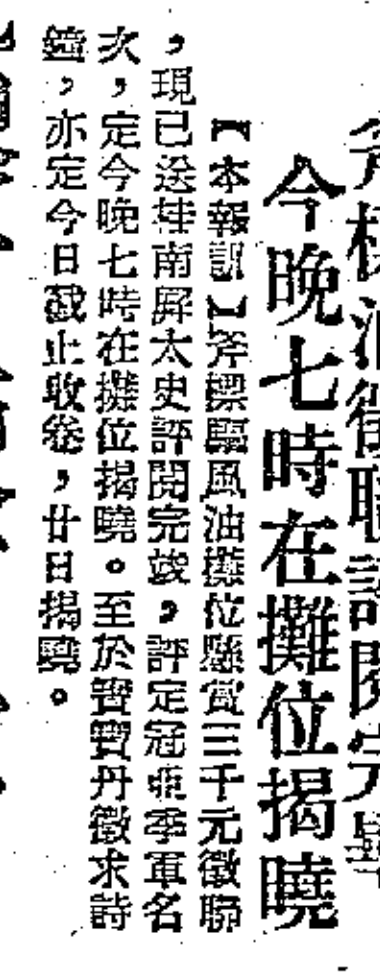 斧標油徵聯評閱完畢
今晚七時在攤位揭曉
【本報訊】斧標驅風油攤位懸賞三千元徵聯
，現已送桂南屏太史評閱完竣，評定冠亞季軍名
次，定今晚七時在攤位揭曉。至於寶丹徵求詩
鐘，亦定今日截止收卷，廿日揭曉。